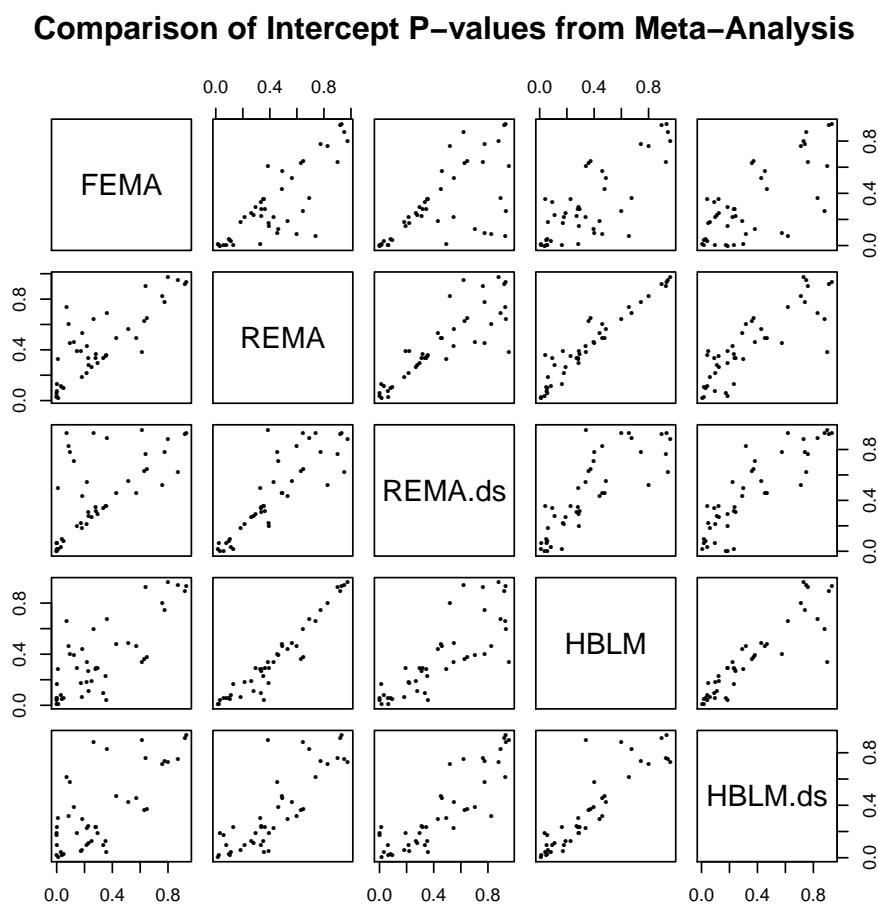 Comparison of Intercept P−values from Meta−Analysis
0.0 0.4 0.8 0.0 0.4 0.8
FEMA 0.0 0.4 0.8
0.0 0.4 0.8 REMA
REMA.ds 0.0 0.4 0.8
0.0 0.4 0.8 HBLM
HBLM.ds 0.0 0.4 0.8
0.0 0.4 0.8 0.0 0.4 0.8 0.0 0.4 0.8